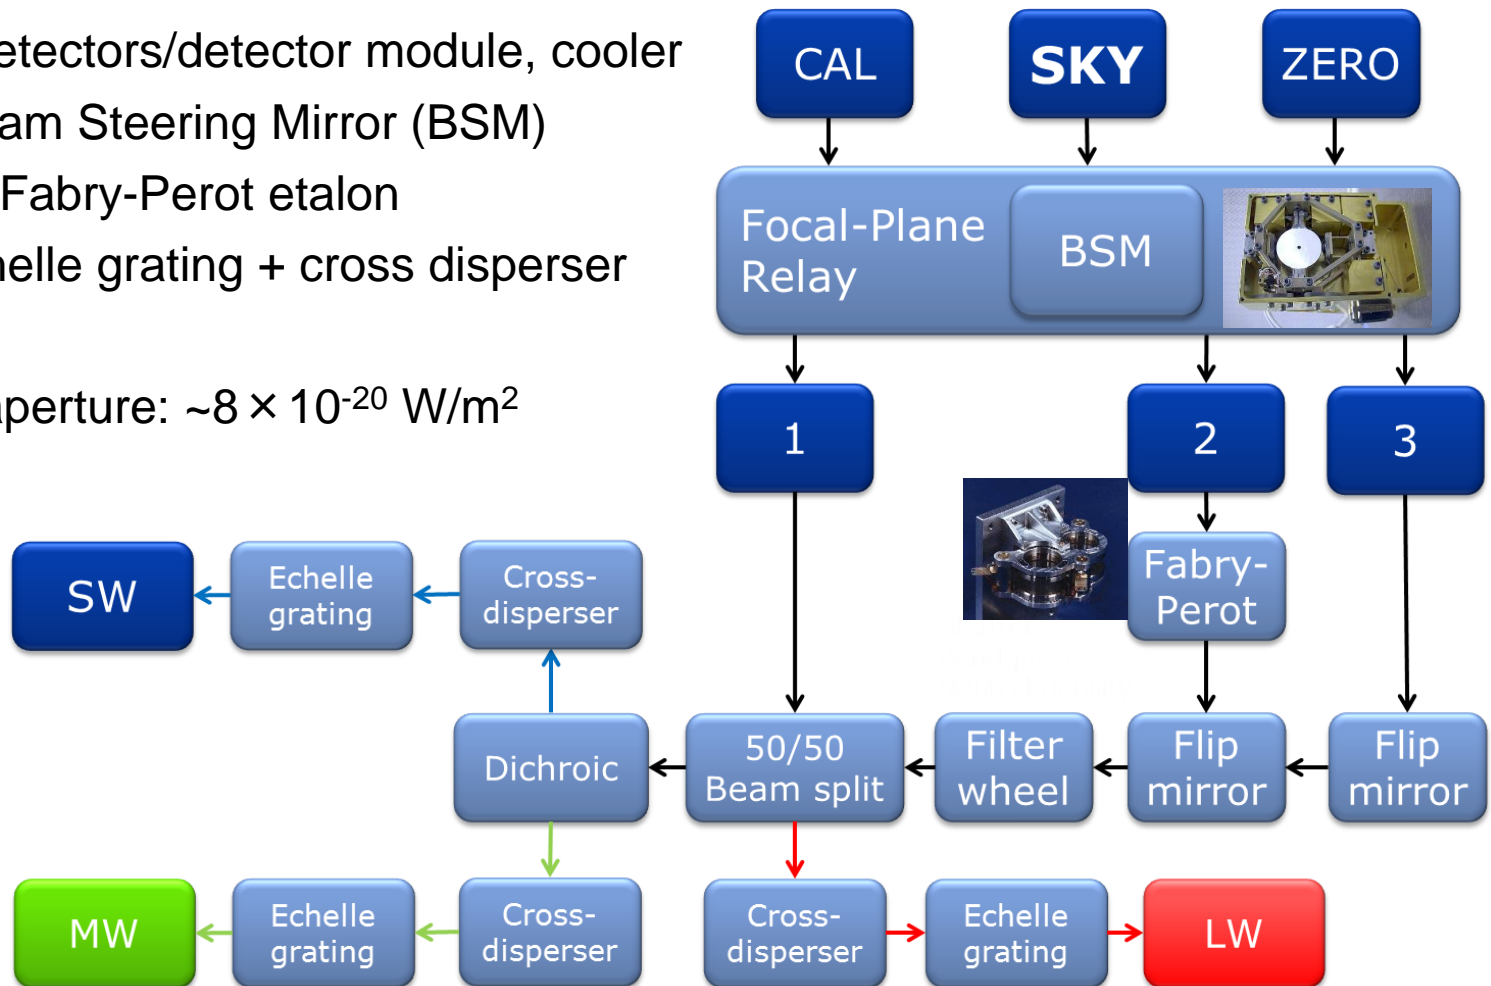 etectors/detector module, cooler
am Steering Mirror (BSM)
Fabry-Perot etalon
helle grating + cross disperser
aperture: ~8 × 10-20 W/m2
CAL
SKY
ZERO
Focal-Plane
Relay
BSM
1
2
3
Fabry-
Perot
SW
Echelle
grating
Cross-
disperser
Dichroic
50/50
Beam split
Filter
wheel
Flip
mirror
Flip
mirror
MW
Echelle
grating
Cross-
disperser
Cross-
disperser
Echelle
grating
LW